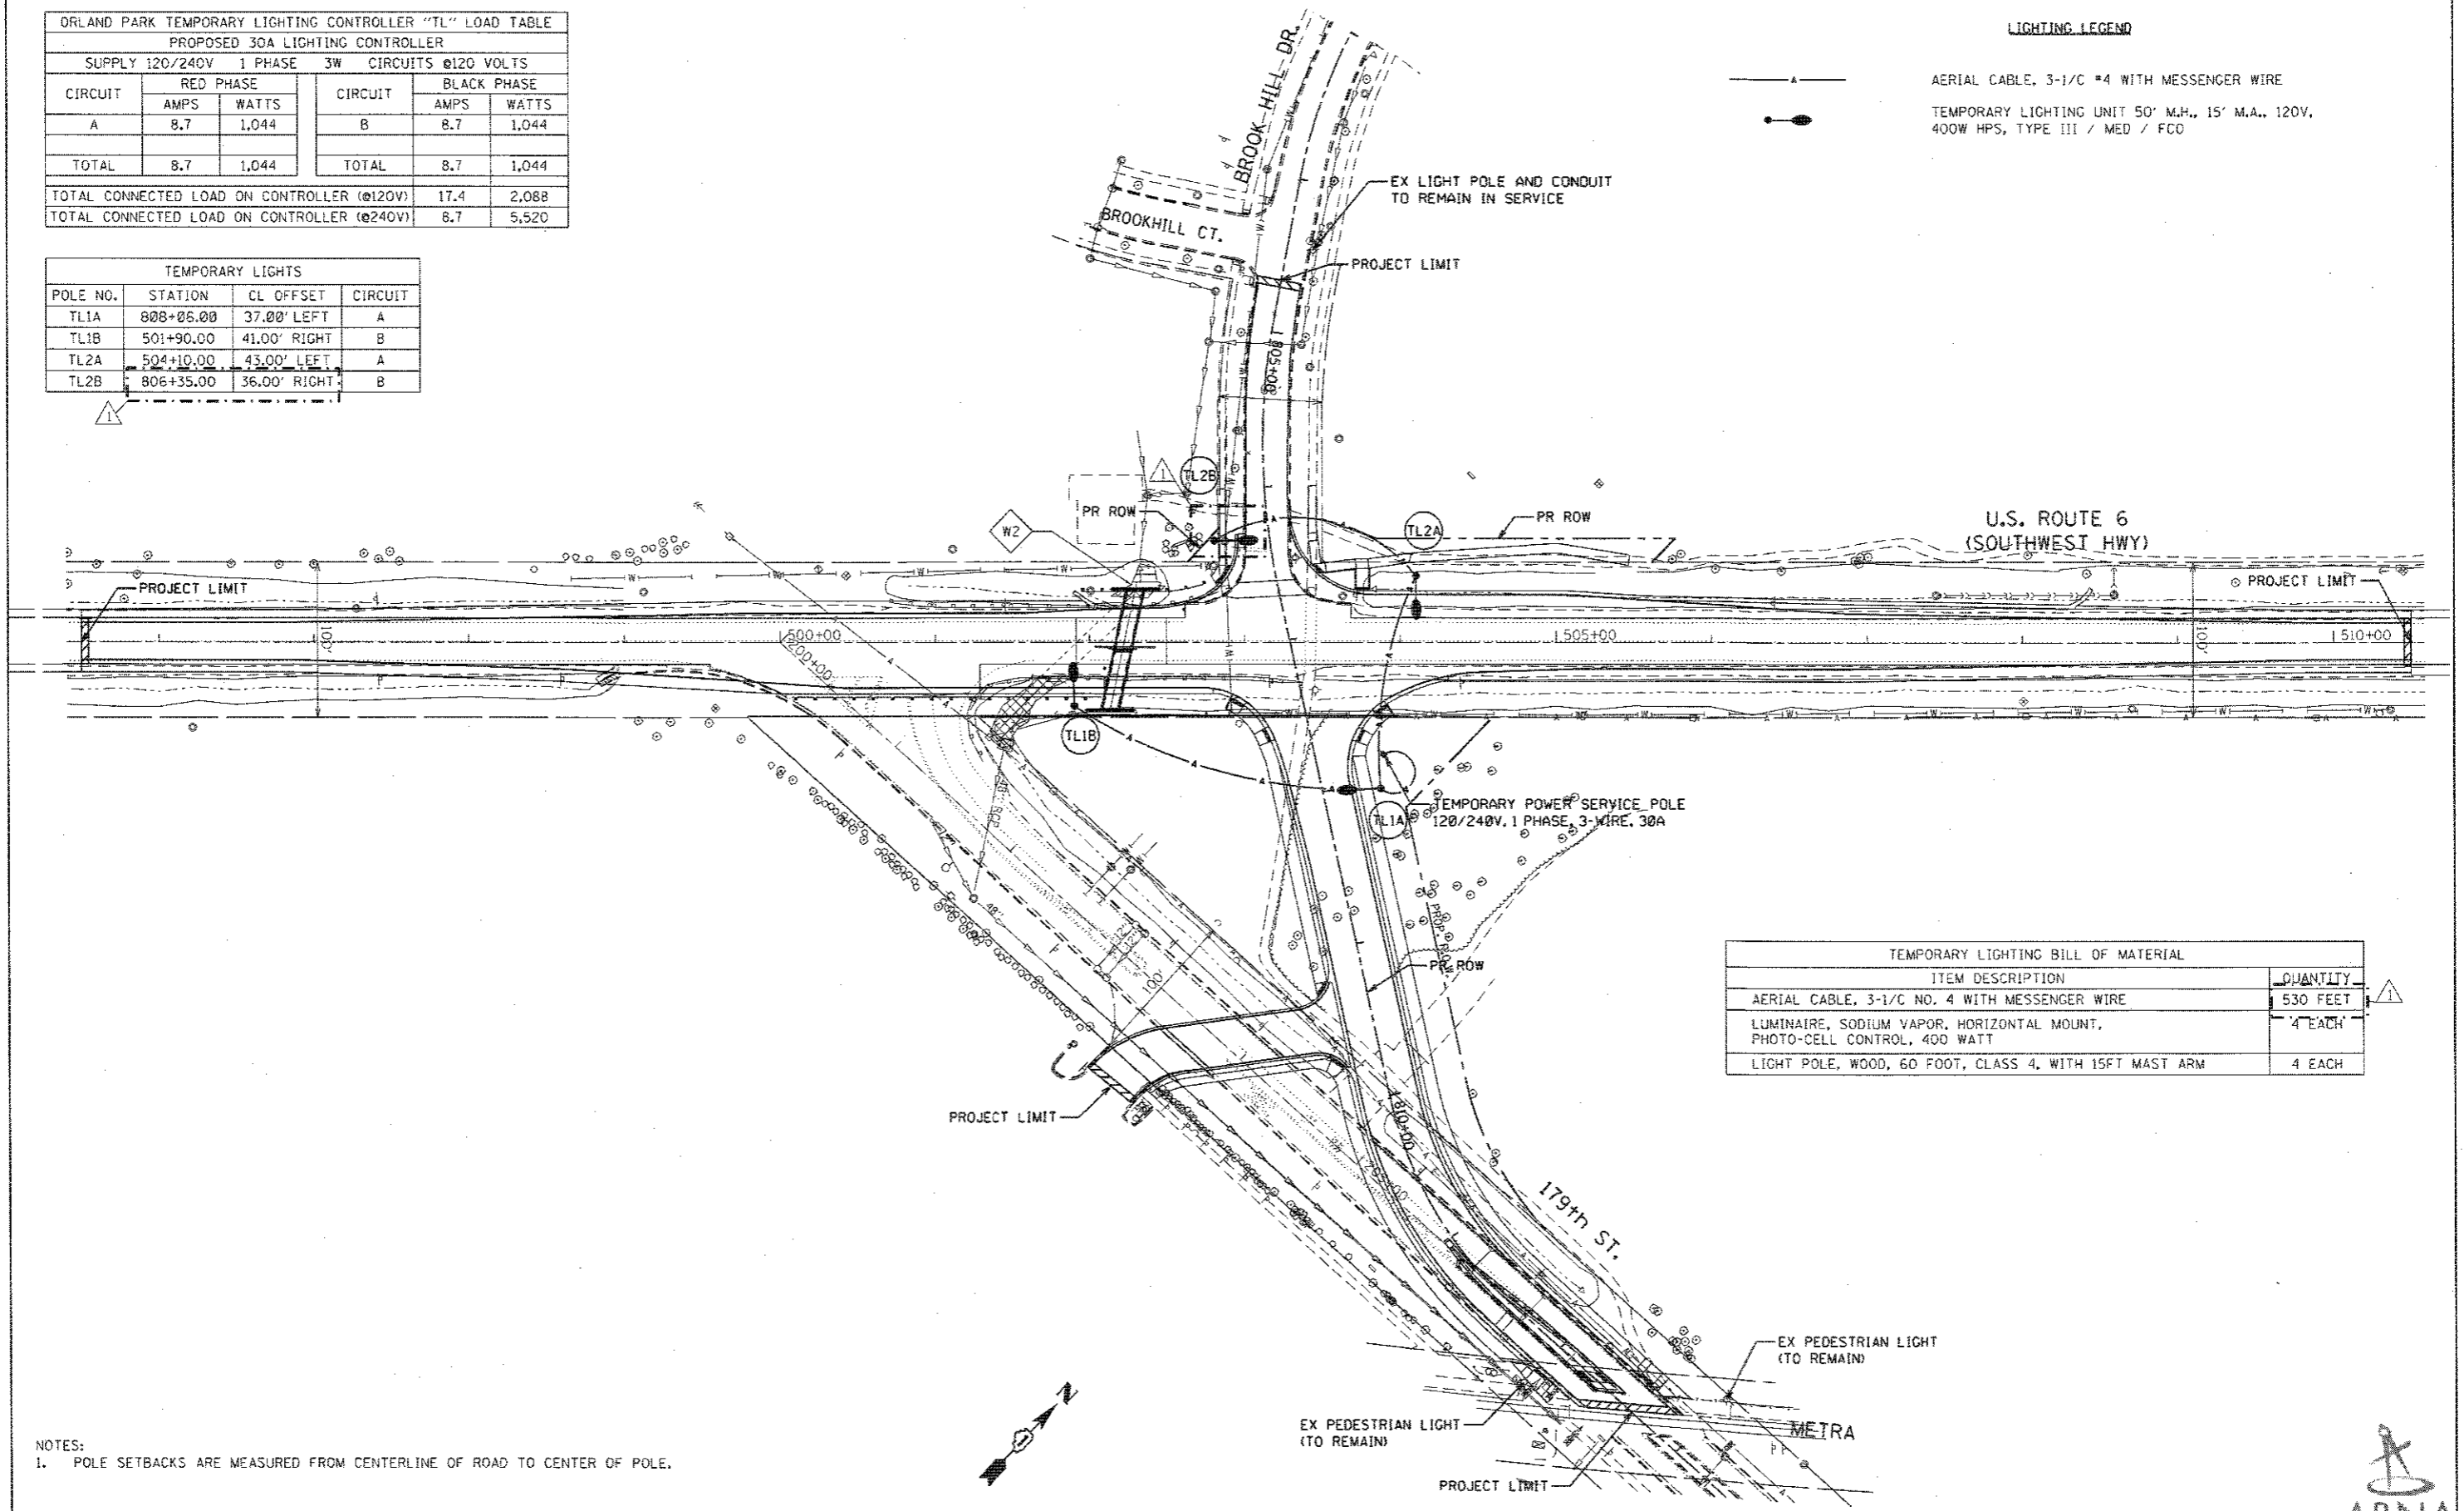 ORLAND PARK TEMPORARY LIGHTING CONTROLLER "TL" LOAD TABLE
PROPOSED 30A LIGHTING CONTROLLER
SUPPLY 120/240V 1 PHASE 3W CIRCUITS @120 VOLTS
CIRCUIT RED PHASE CIRCUIT BLACK PHASE
AMPS WATTS AMPS WATTS
A 8.7 1,044 B 8.7 1,044
TOTAL 8.7 1,044 TOTAL 8.7 1,044
TOTAL CONNECTED LOAD ON CONTROLLER (@120V) 17.4 2,088
TOTAL CONNECTED LOAD ON CONTROLLER (@240V) 8.7 5,520
TEMPORARY LIGHTS
POLE NO. STATION CL OFFSET CIRCUIT
TL1A 808+06.00 37.00' LEFT A
TL1B 501+90.00 41.00' RIGHT B
TL2A 504+10.00 43.00' LEFT A
TL2B 806+35.00 36.00' RIGHT B
1
LIGHTING LEGEND
A
AERIAL CABLE, 3-1/C #4 WITH MESSENGER WIRE
TEMPORARY LIGHTING UNIT 50' M.H., 15' M.A., 120V,
400W HPS, TYPE III / MED / FCO
BROOK HILL DR.
BROOKHILL CT.
EX LIGHT POLE AND CONDUIT
TO REMAIN IN SERVICE
PROJECT LIMIT
805+00
1
TL2B
PR ROW
W2
TL2A
PR ROW
U.S. ROUTE 6
(SOUTHWEST HWY)
PROJECT LIMIT
PROJECT LIMIT
100'
500+00
200+00
505+00
100'
510+00
TL1B
TL1A
TEMPORARY POWER SERVICE POLE
120/240V, 1 PHASE, 3-WIRE, 30A
48"
100'
PR ROW
PROJECT LIMIT
810+00
179th ST.
TEMPORARY LIGHTING BILL OF MATERIAL
ITEM DESCRIPTION QUANTITY
AERIAL CABLE, 3-1/C NO. 4 WITH MESSENGER WIRE 530 FEET
1
LUMINAIRE, SODIUM VAPOR, HORIZONTAL MOUNT, 4 EACH
PHOTO-CELL CONTROL, 400 WATT
LIGHT POLE, WOOD, 60 FOOT, CLASS 4, WITH 15FT MAST ARM 4 EACH
EX PEDESTRIAN LIGHT
(TO REMAIN)
EX PEDESTRIAN LIGHT
(TO REMAIN)
METRA
PROJECT LIMIT
N
NOTES:
1. POLE SETBACKS ARE MEASURED FROM CENTERLINE OF ROAD TO CENTER OF POLE.